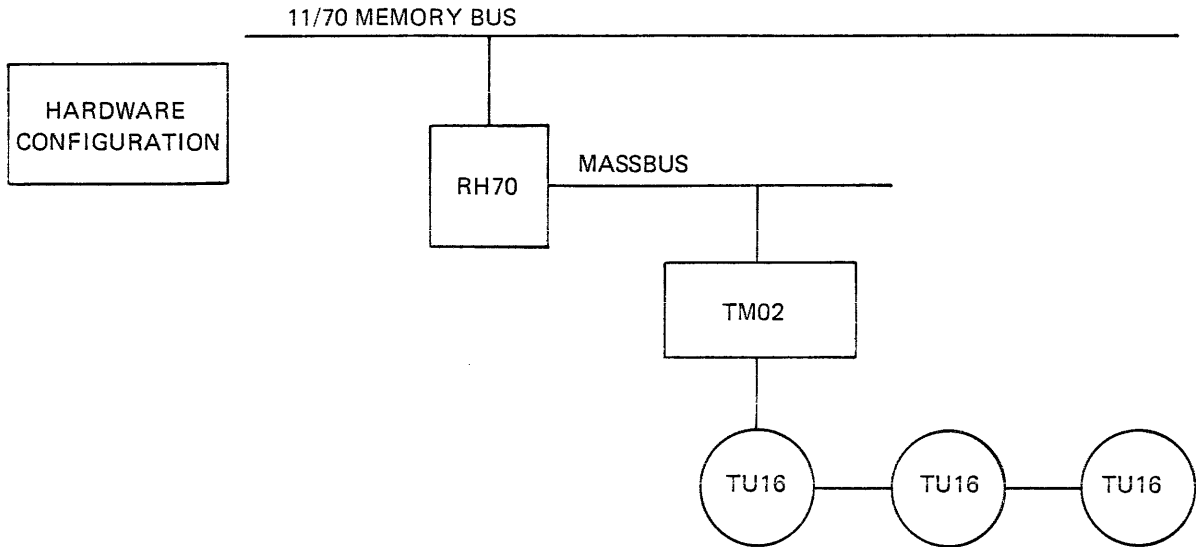 11/70 MEMORY BUS
HARDWARE
CONFIGURATION
RH70
MASSBUS
TM02
TU16
TU16
TU16